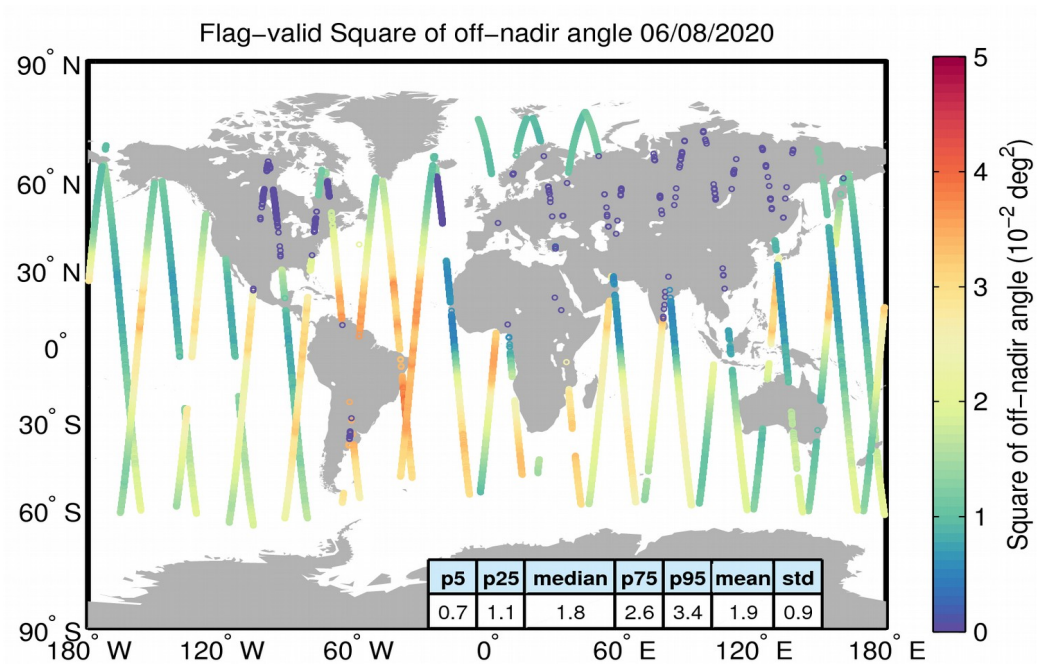 Flag−valid Square of off−nadir angle 06/08/2020
90° N
60° N
30° N
0°
30° S
60° S
90° S
180° W
120° W
60° W
0°
60° E
120° E
180° E
p5 p25 median p75 p95 mean std
0.7 1.1 1.8 2.6 3.4 1.9 0.9
5
4
3
2
1
0
Square of off−nadir angle (10⁻² deg²)